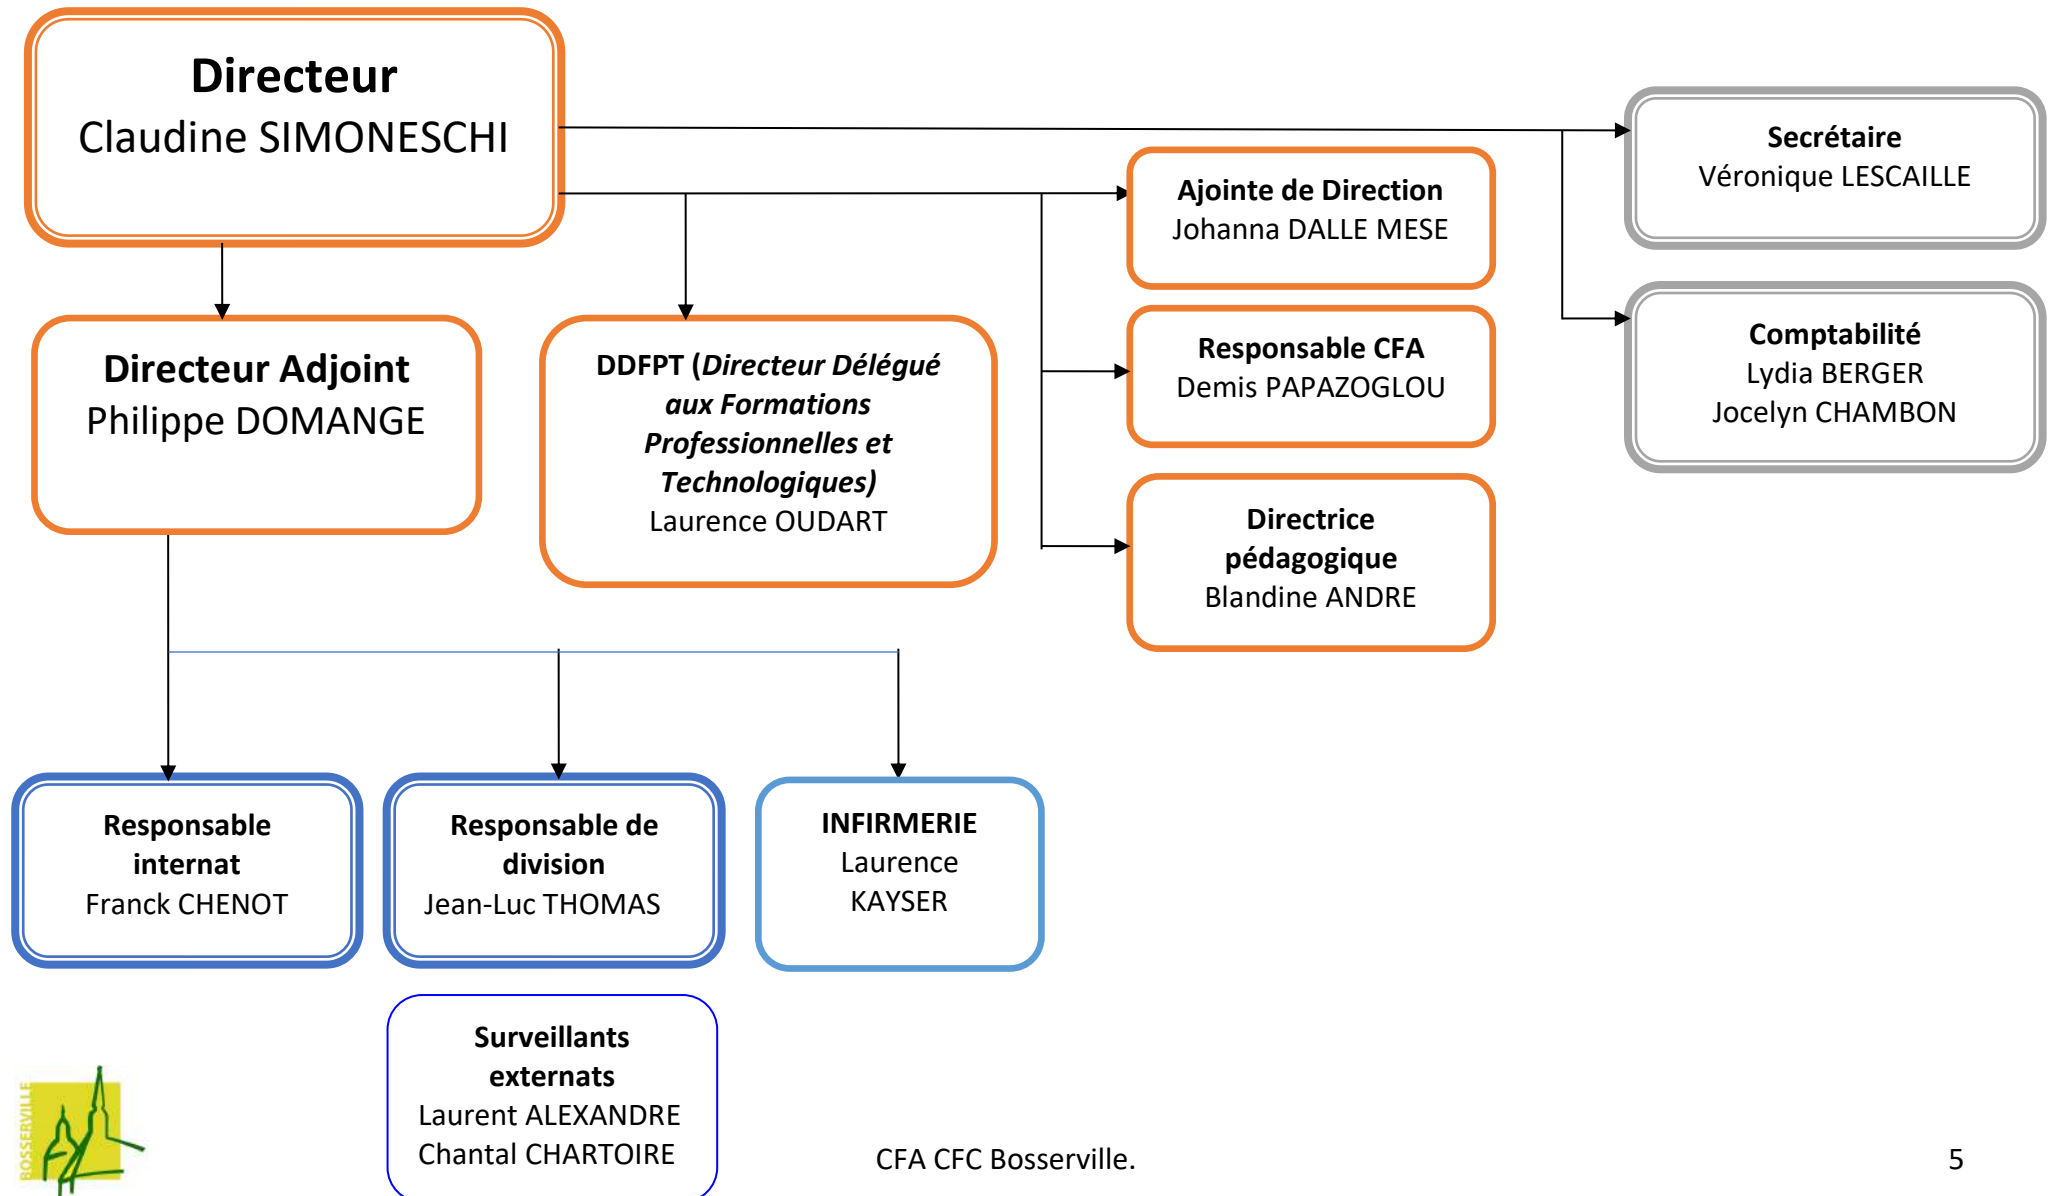 Directeur
Claudine SIMONESCHI
Secrétaire
Véronique LESCAILLE
Ajointe de Direction
Johanna DALLE MESE
Directeur Adjoint
Philippe DOMANGE
DDFPT (Directeur Délégué
aux Formations
Professionnelles et
Technologiques)
Laurence OUDART
Responsable CFA
Demis PAPAZOGLOU
Comptabilité
Lydia BERGER
Jocelyn CHAMBON
Directrice
pédagogique
Blandine ANDRE
Responsable
internat
Franck CHENOT
Responsable de
division
Jean-Luc THOMAS
INFIRMERIE
Laurence
KAYSER
Surveillants
externats
Laurent ALEXANDRE
Chantal CHARTOIRE
BOSSERVILLE
CFA CFC Bosserville.
5